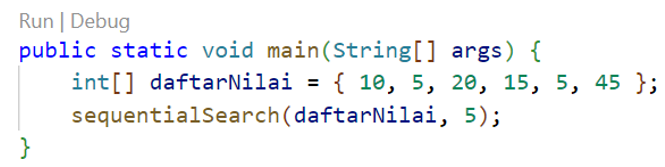 Run | Debug
public static void main(String[] args) {
    int[] daftarNilai = { 10, 5, 20, 15, 5, 45 };
    sequentialSearch(daftarNilai, 5);
}